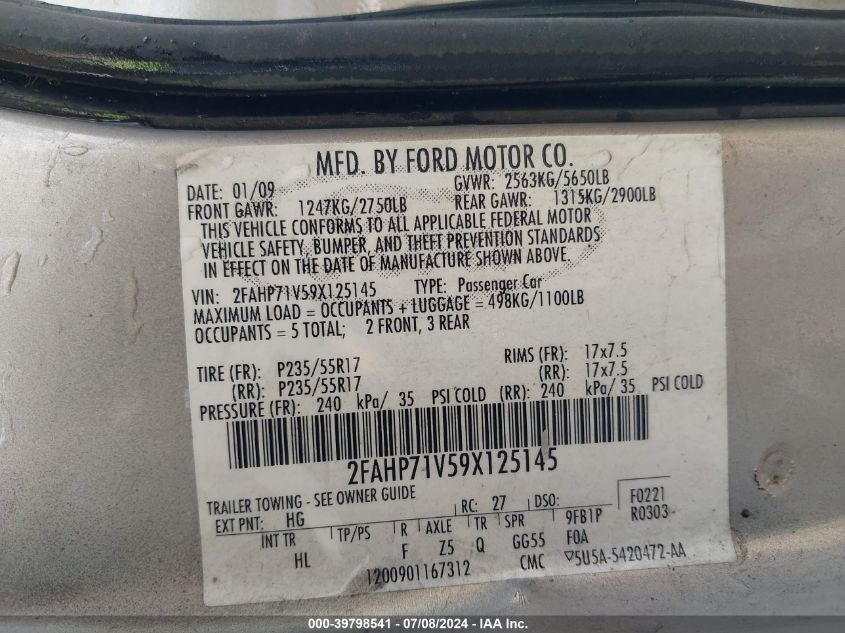 MFD. BY FORD MOTOR CO.
DATE: 01/09 GVWR: 2563KG/5650LB
FRONT GAWR: 1247KG/2750LB REAR GAWR: 1315KG/2900LB
THIS VEHICLE CONFORMS TO ALL APPLICABLE FEDERAL MOTOR
VEHICLE SAFETY, BUMPER, AND THEFT PREVENTION STANDARDS
IN EFFECT ON THE DATE OF MANUFACTURE SHOWN ABOVE.
VIN: 2FAHP71V59X125145 TYPE: Passenger Car
MAXIMUM LOAD = OCCUPANTS + LUGGAGE = 498KG/1100LB
OCCUPANTS = 5 TOTAL; 2 FRONT, 3 REAR
TIRE (FR): P235/55R17 RIMS (FR): 17x7.5
(RR): P235/55R17 (RR): 17x7.5
PRESSURE (FR): 240 kPa/ 35 PSI COLD (RR): 240 kPa/ 35 PSI COLD
2FAHP71V59X125145
TRAILER TOWING - SEE OWNER GUIDE
EXT PNT: HG RC: 27 DSO: F0221
INT TR TP/PS R AXLE TR SPR 9FB1P R0303
HL F Z5 Q GG55 F0A
1200901167312 CMC ▽5U5A-5420472-AA
000-39798541 - 07/08/2024 - IAA Inc.